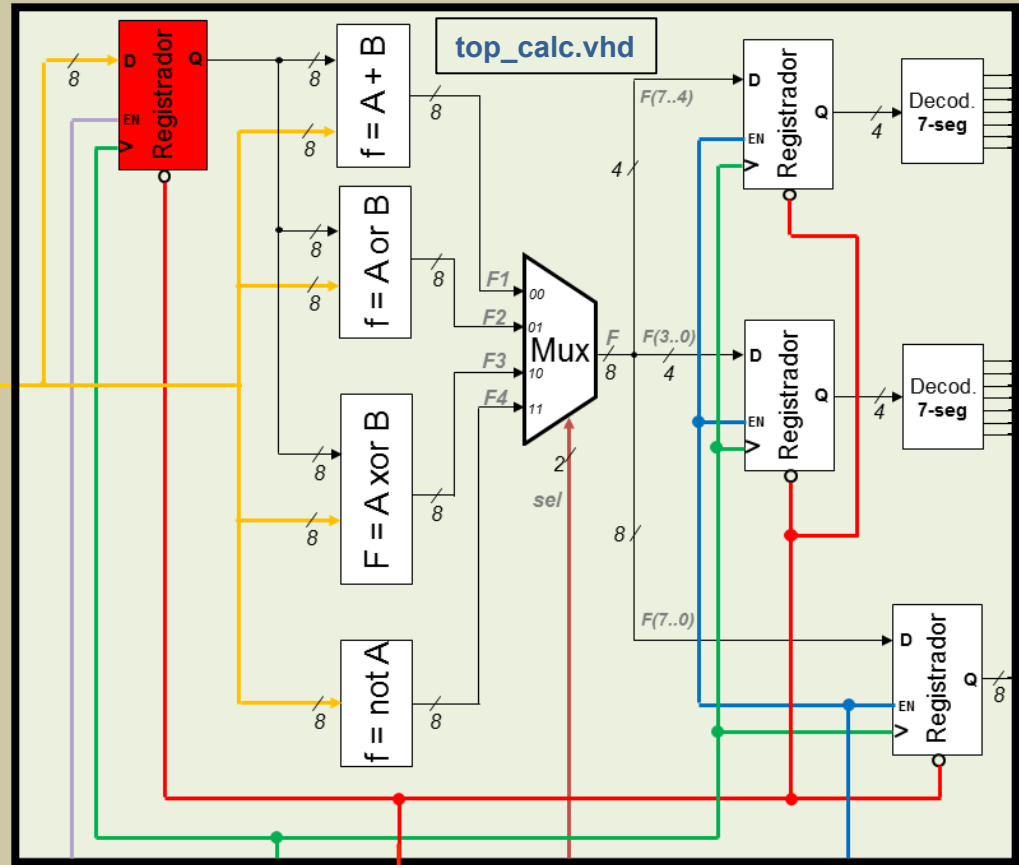 top_calc.vhd
8
D
Q
EN
Registrador
8
8
f = A + B
8
8
8
f = A or B
8
8
8
F = A xor B
8
8
f = not A
8
F1
F2
F3
F4
00
01
10
11
Mux
2
sel
F
8
F(7..4)
4
F(3..0)
4
8
F(7..0)
D
Q
EN
Registrador
4
Decod.
7-seg
D
Q
EN
Registrador
4
Decod.
7-seg
D
Q
EN
Registrador
8